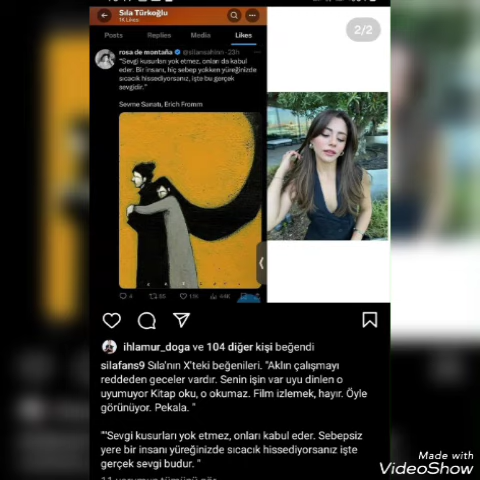 Sıla Türkoğlu
1K Likes
2/2
Posts Replies Media Likes
rosa de montaña @silansahinn · 23h
"Sevgi kusurları yok etmez, onları da kabul
eder. Bir insanı, hiç sebep yokken yüreğinizde
sıcacık hissediyorsanız, işte bu gerçek
sevgidir."
Sevme Sanatı, Erich Fromm
ihlamur_doga ve 104 diğer kişi beğendi
silafans9 Sıla'nın X'teki beğenileri. "Aklın çalışmayı
reddeden geceler vardır. Senin işin var uyu dinlen o
uyumuyor Kitap oku, o okumaz. Film izlemek, hayır. Öyle
görünüyor. Pekala. "
""Sevgi kusurları yok etmez, onları kabul eder. Sebepsiz
yere bir insanı yüreğinizde sıcacık hissediyorsanız işte
gerçek sevgi budur. "
Made with
VideoShow